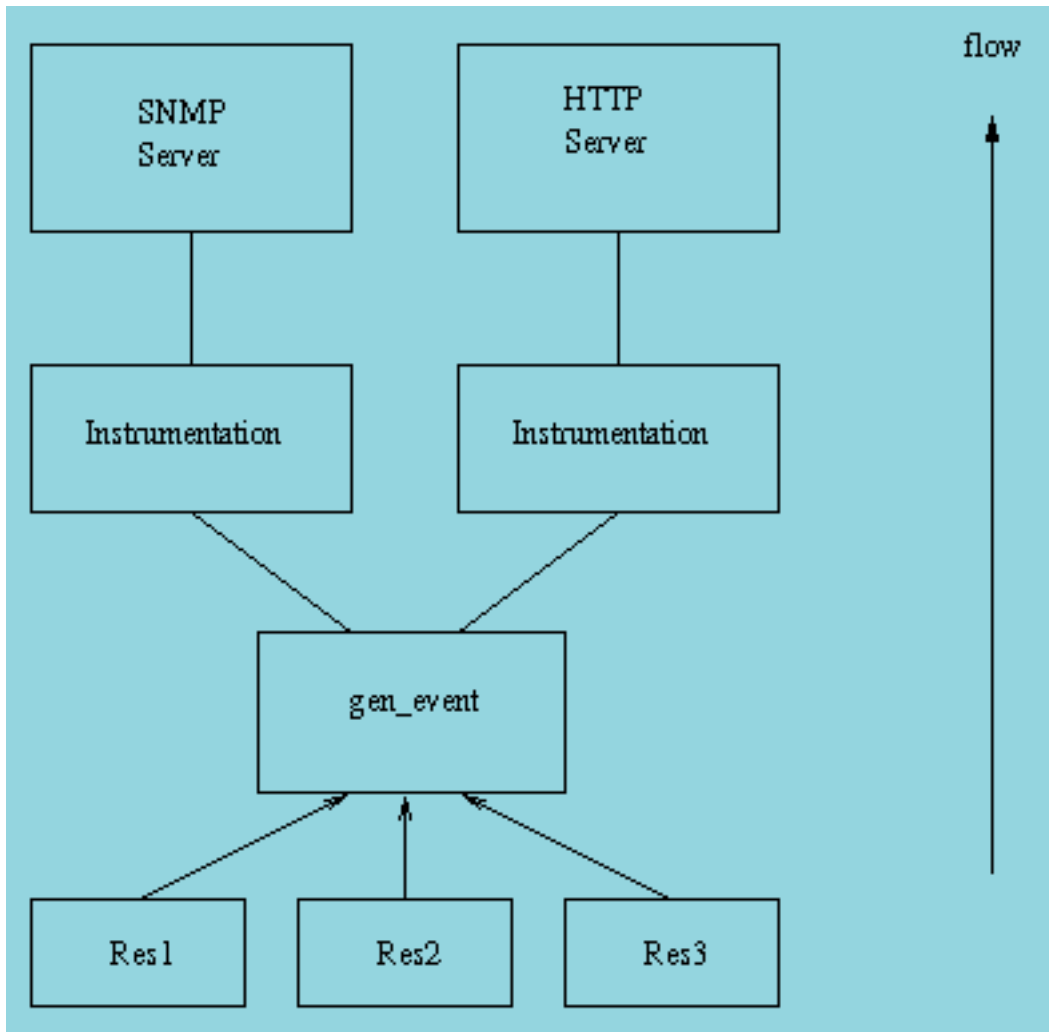 SNMP
Server
HTTP
Server
flow
Instrumentation
Instrumentation
gen_event
Res1
Res2
Res3